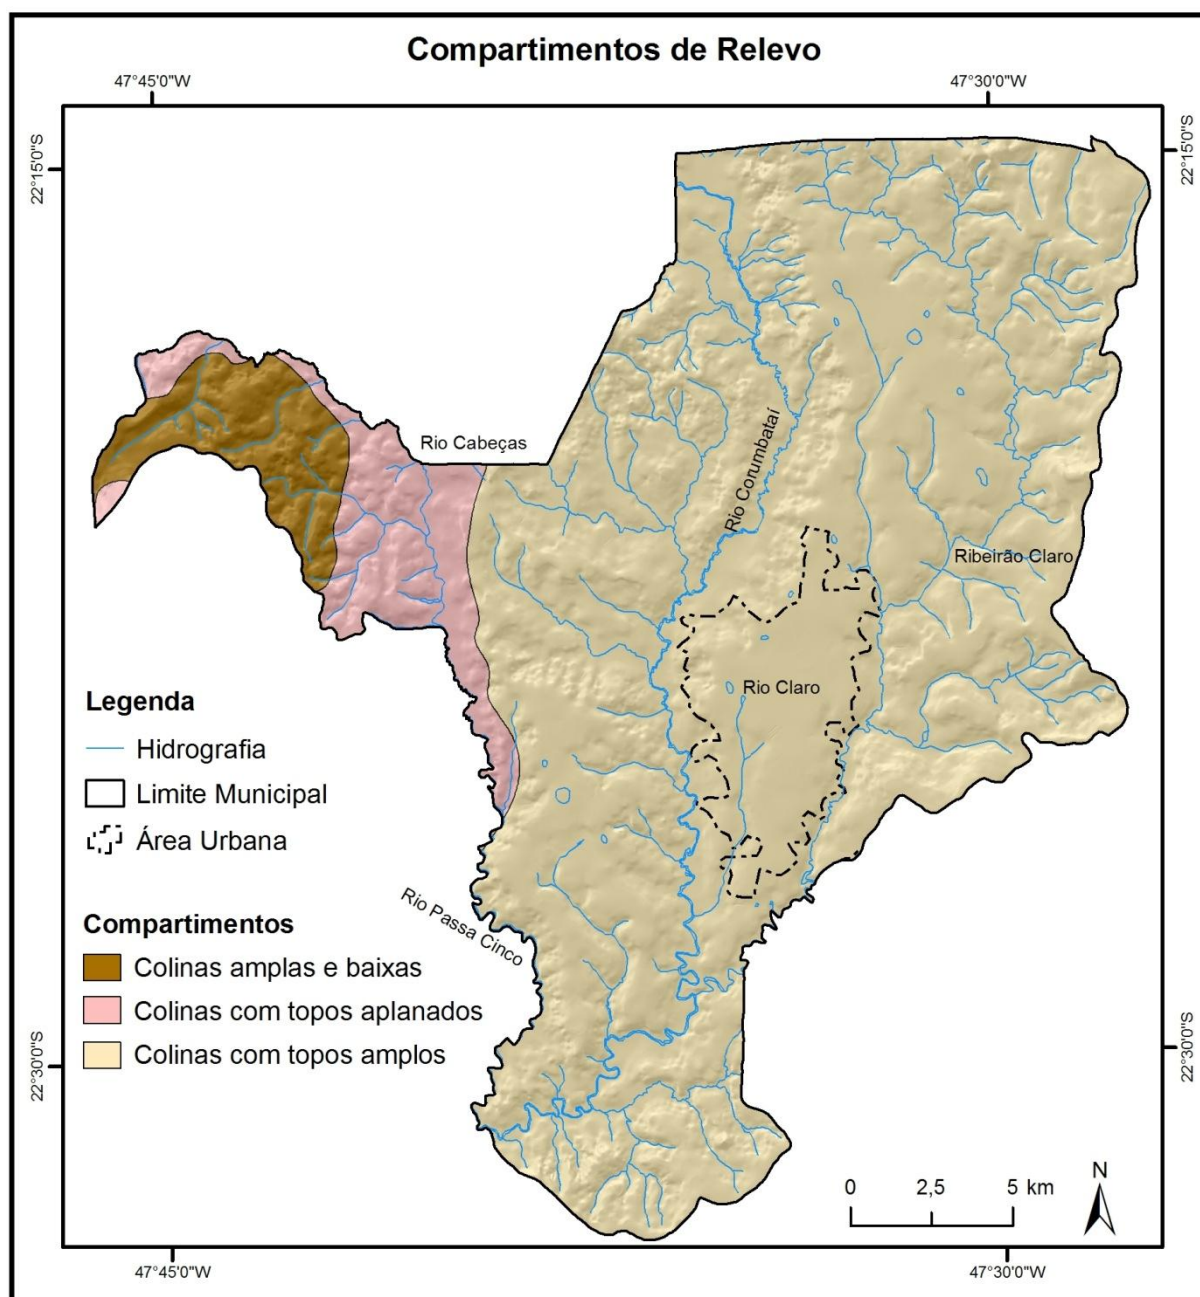 Compartimentos de Relevo
47°45'0"W
47°30'0"W
22°15'0"S
22°15'0"S
Rio Cabeças
Rio Corumbataí
Ribeirão Claro
Rio Claro
Rio Passa Cinco
Legenda
Hidrografia
Limite Municipal
Área Urbana
Compartimentos
Colinas amplas e baixas
Colinas com topos aplanados
Colinas com topos amplos
22°30'0"S
22°30'0"S
0 2,5 5 km
N
47°45'0"W
47°30'0"W